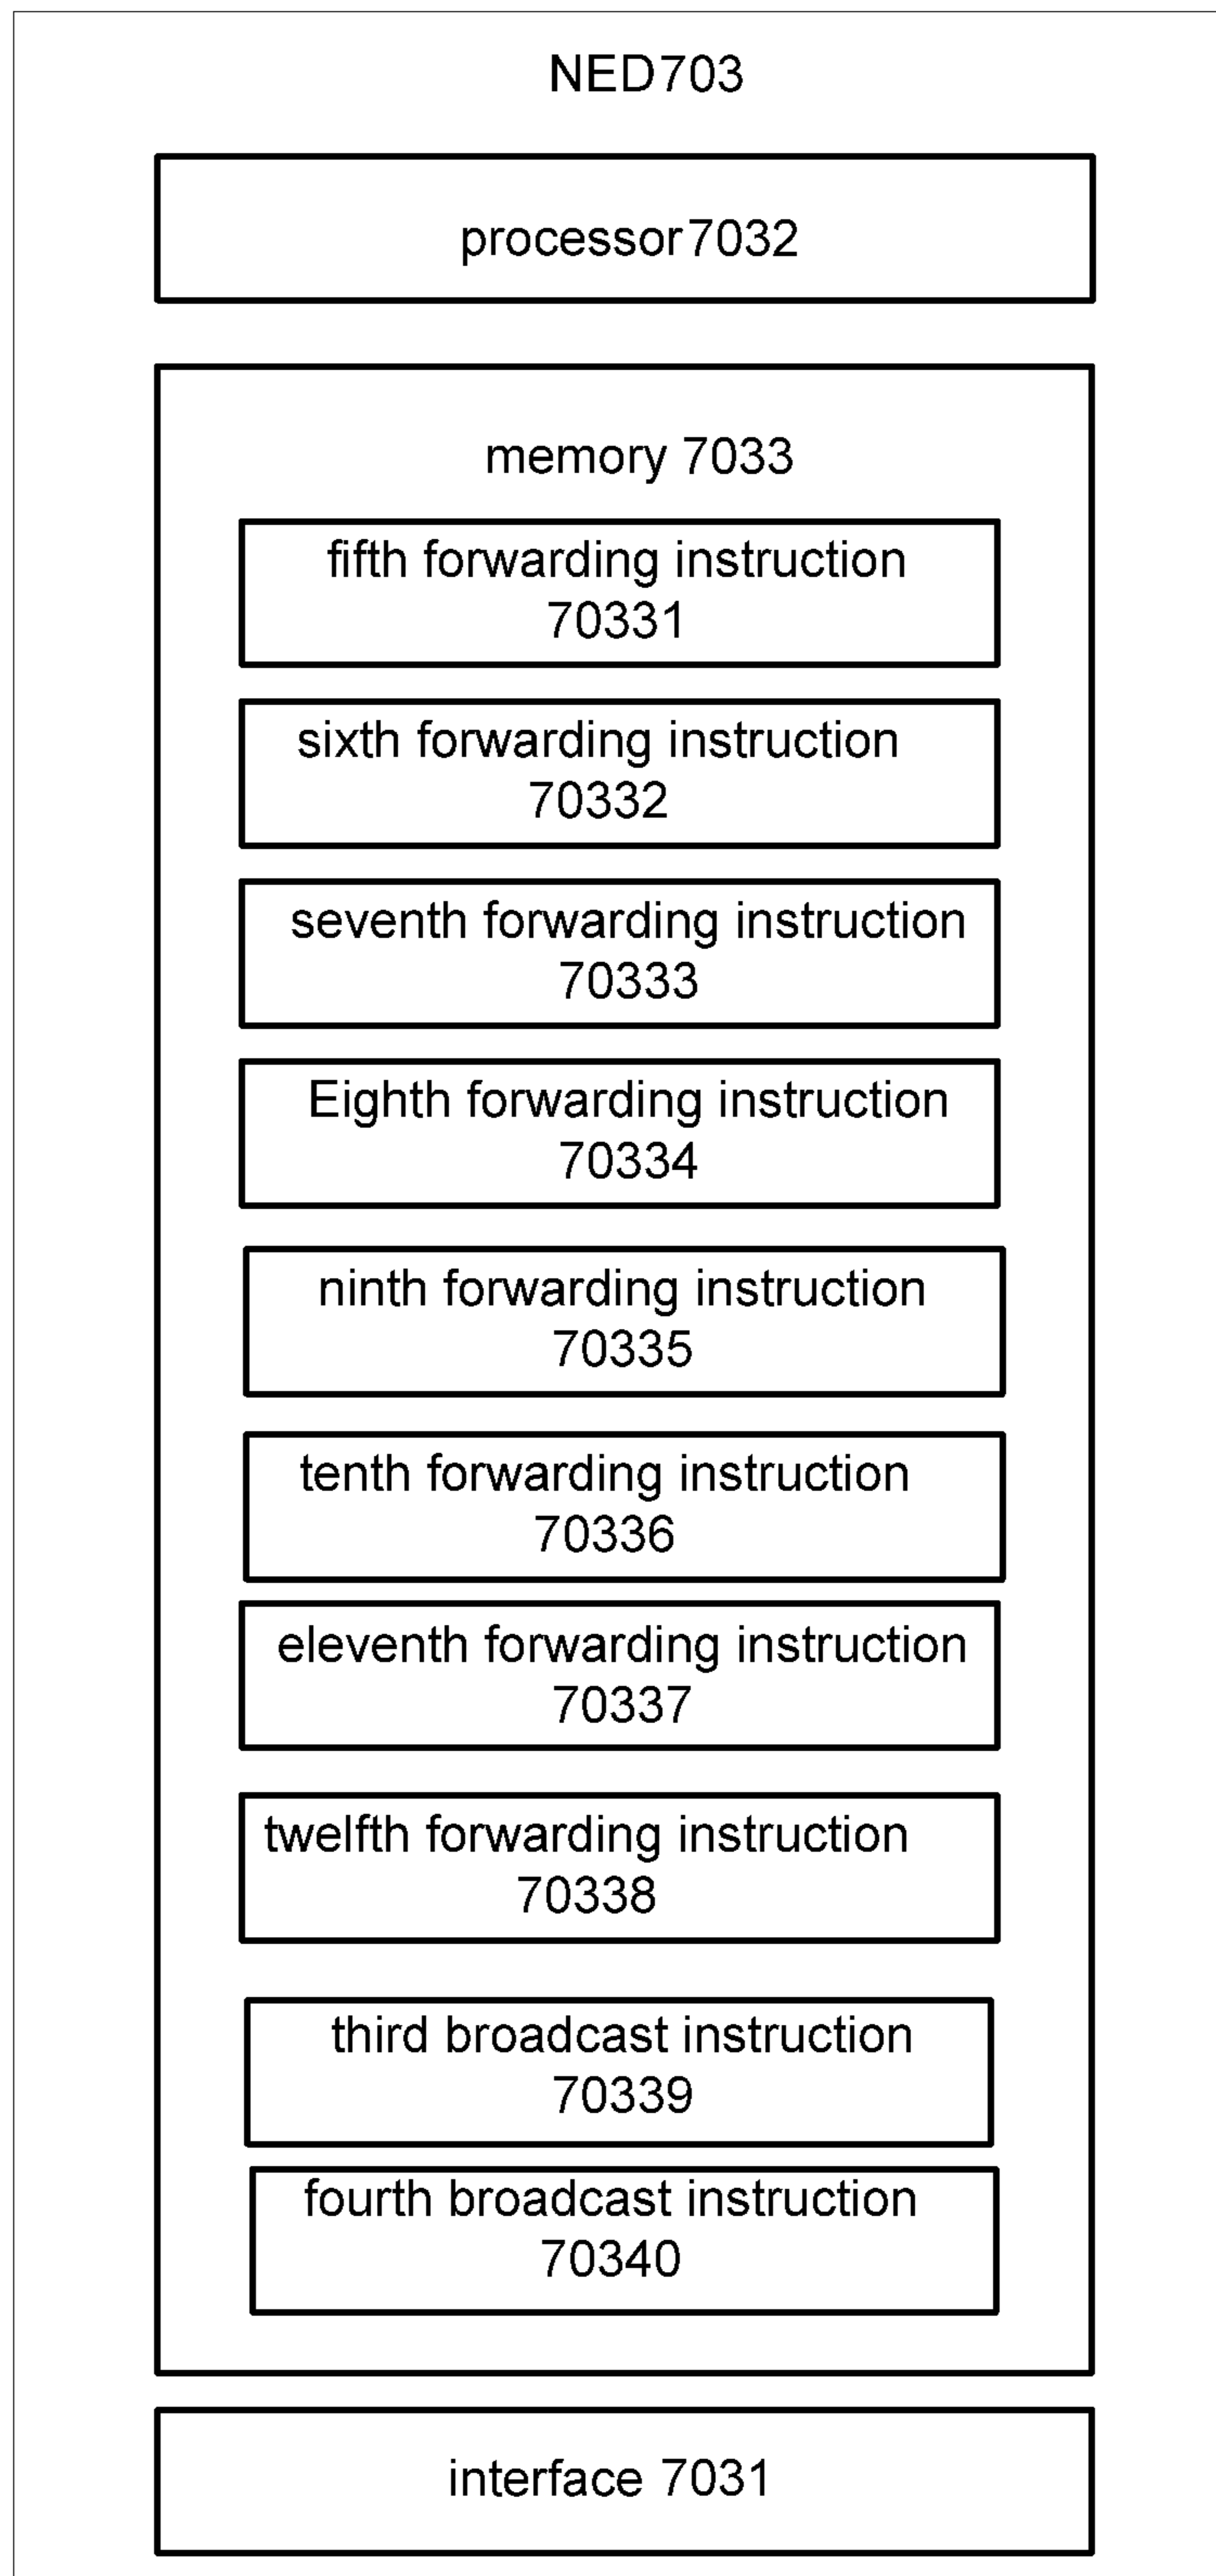 NED703
processor7032
memory 7033
fifth forwarding instruction
70331
sixth forwarding instruction
70332
seventh forwarding instruction
70333
Eighth forwarding instruction
70334
ninth forwarding instruction
70335
tenth forwarding instruction
70336
eleventh forwarding instruction
70337
twelfth forwarding instruction
70338
third broadcast instruction
70339
fourth broadcast instruction
70340
interface 7031